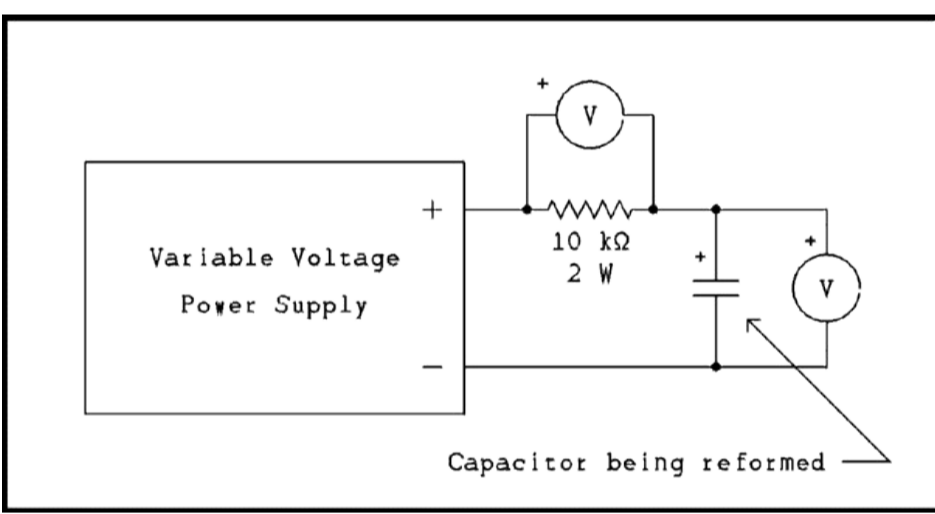 +
V
+
10 kΩ
2 W
Variable Voltage
Power Supply
+
+
V
−
Capacitor being reformed